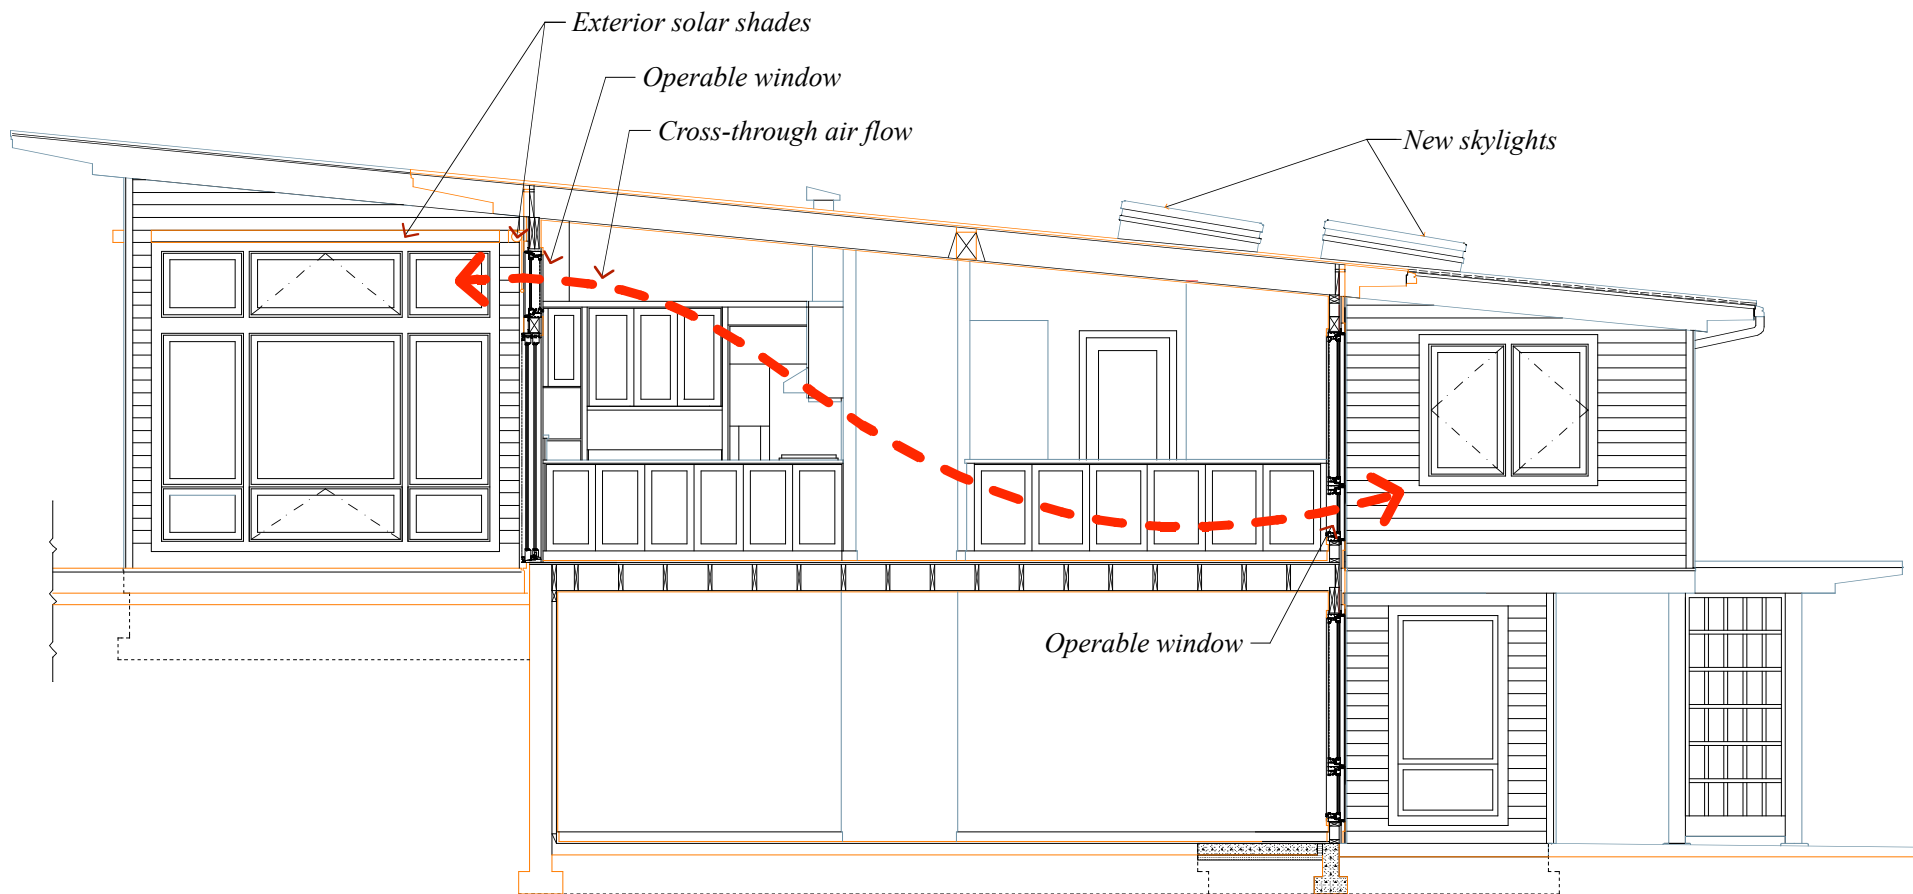 Exterior solar shades
Operable window
Cross-through air flow
New skylights
Operable window